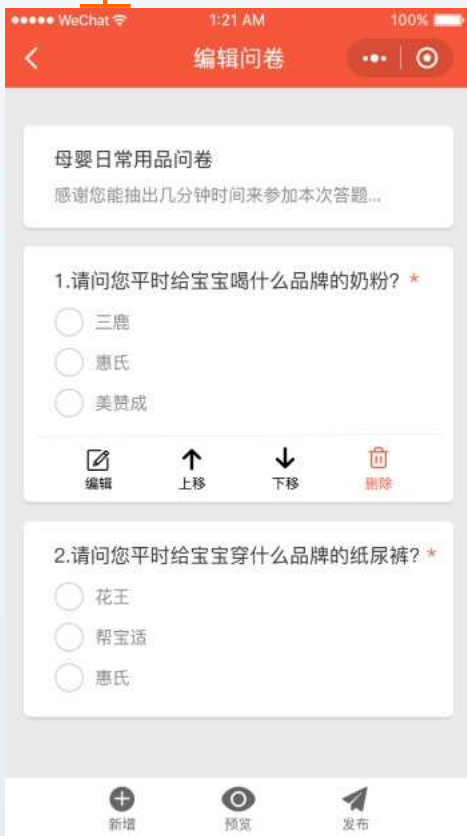 WeChat 1:21 AM 100%
编辑问卷
母婴日常用品问卷
感谢您能抽出几分钟时间来参加本次答题...
1.请问您平时给宝宝喝什么品牌的奶粉? *
三鹿
惠氏
美赞成
编辑 上移 下移 删除
2.请问您平时给宝宝穿什么品牌的纸尿裤? *
花王
帮宝适
惠氏
新增 预览 发布